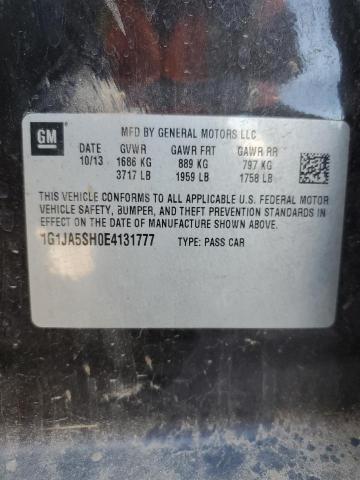 GM
MFD BY GENERAL MOTORS LLC
DATE GVWR GAWR FRT GAWR RR
10/13 1686 KG 889 KG 797 KG
3717 LB 1959 LB 1758 LB
THIS VEHICLE CONFORMS TO ALL APPLICABLE U.S. FEDERAL MOTOR
VEHICLE SAFETY, BUMPER, AND THEFT PREVENTION STANDARDS IN
EFFECT ON THE DATE OF MANUFACTURE SHOWN ABOVE.
1G1JA5SH0E4131777 TYPE: PASS CAR